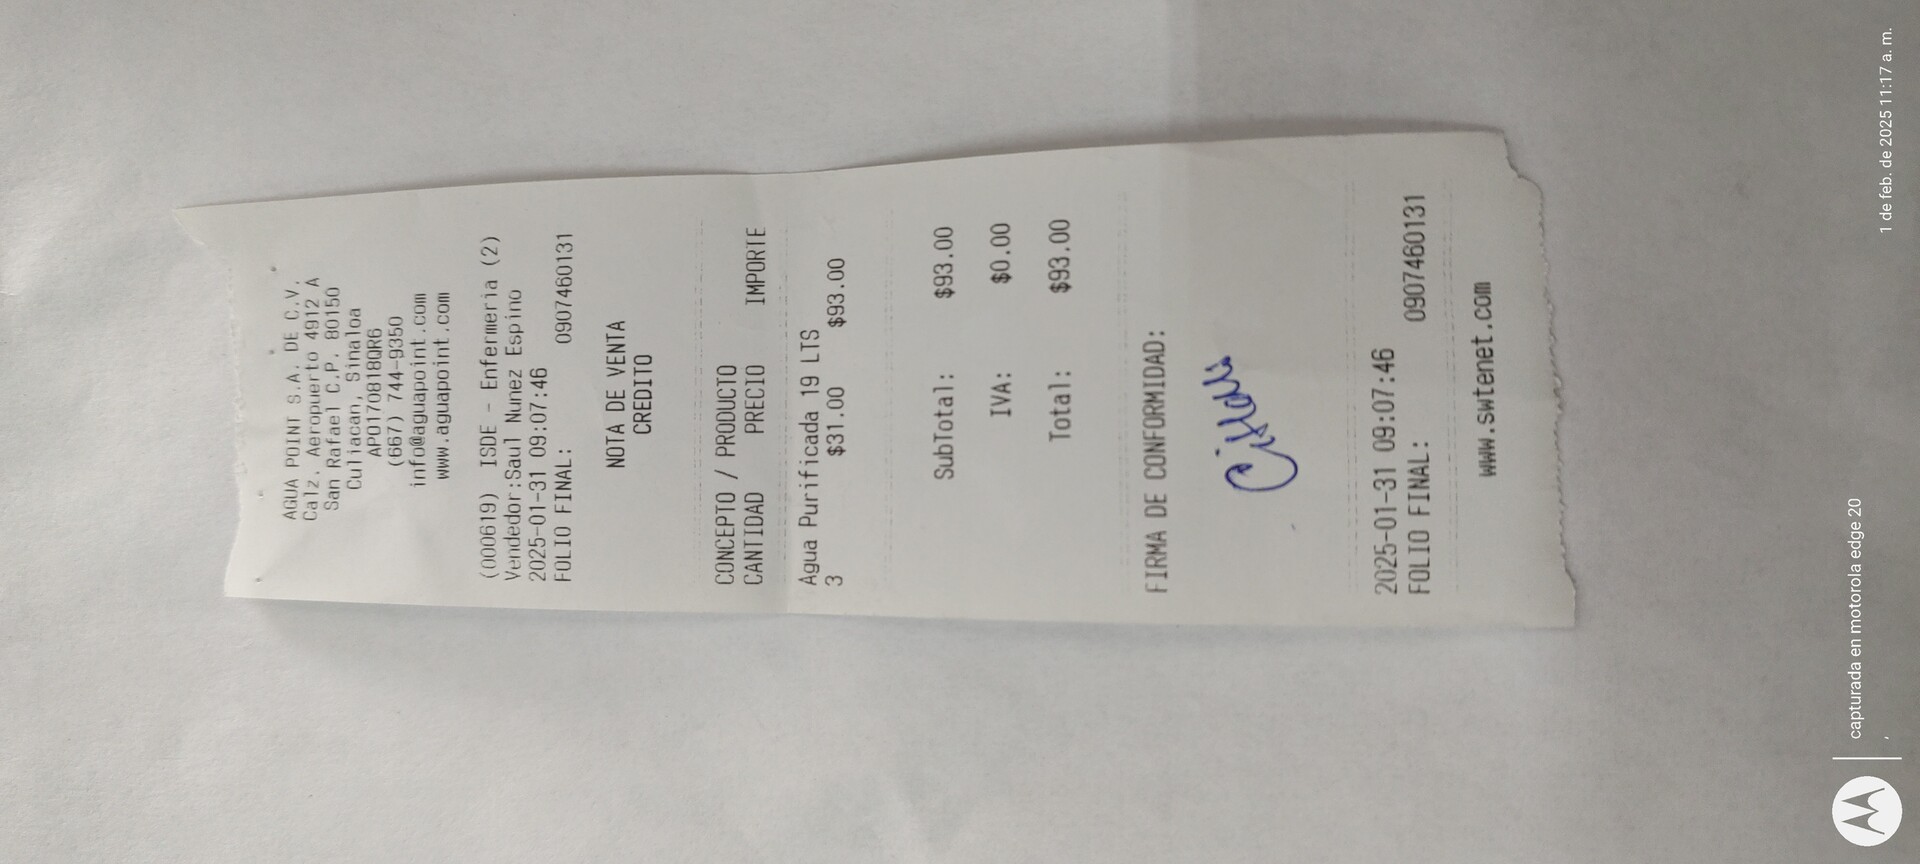 AGUA POINT S.A. DE C.V.
Calz. Aeropuerto 4912 A
San Rafael C.P. 80150
Culiacan, Sinaloa
APO170818QR6
(667) 744-9350
info@aguapoint.com
www.aguapoint.com
(000619) ISDE - Enfermeria (2)
Vendedor:Saul Nunez Espino
2025-01-31 09:07:46
FOLIO FINAL: 0907460131
NOTA DE VENTA
CREDITO
CONCEPTO / PRODUCTO
CANTIDAD PRECIO IMPORTE
Agua Purificada 19 LTS
3 $31.00 $93.00
SubTotal: $93.00
IVA: $0.00
Total: $93.00
FIRMA DE CONFORMIDAD:
2025-01-31 09:07:46
FOLIO FINAL: 0907460131
www.swtenet.com
capturada en motorola edge 20
,
1 de feb. de 2025 11:17 a. m.